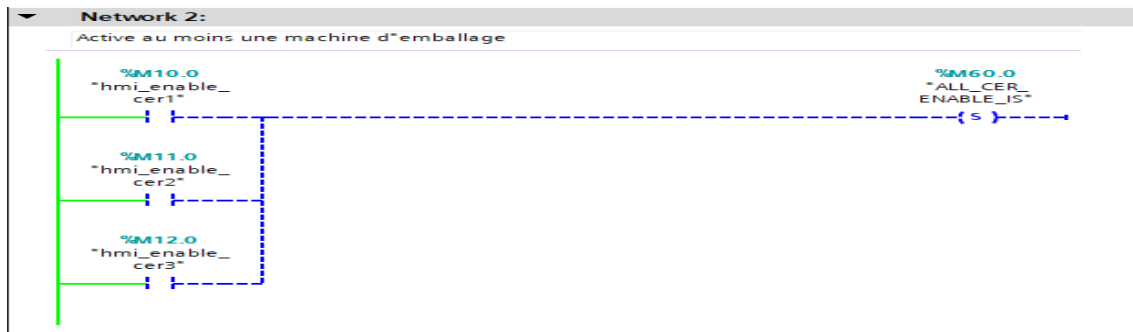 Network 2:
Active au moins une machine d"emballage
%M10.0
"hmi_enable_
cer1"
%M60.0
"ALL_CER_
ENABLE_IS"
S
%M11.0
"hmi_enable_
cer2"
%M12.0
"hmi_enable_
cer3"